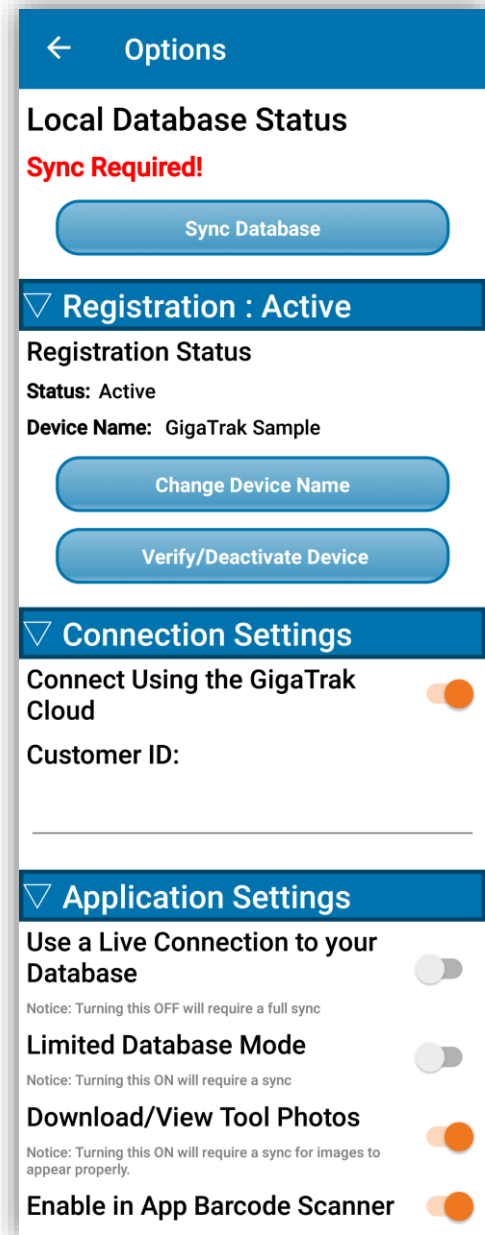 Options
Local Database Status
Sync Required!
Sync Database
Registration : Active
Registration Status
Status: Active
Device Name: GigaTrak Sample
Change Device Name
Verify/Deactivate Device
Connection Settings
Connect Using the GigaTrak
Cloud
Customer ID:
Application Settings
Use a Live Connection to your
Database
Notice: Turning this OFF will require a full sync
Limited Database Mode
Notice: Turning this ON will require a sync
Download/View Tool Photos
Notice: Turning this ON will require a sync for images to
appear properly.
Enable in App Barcode Scanner